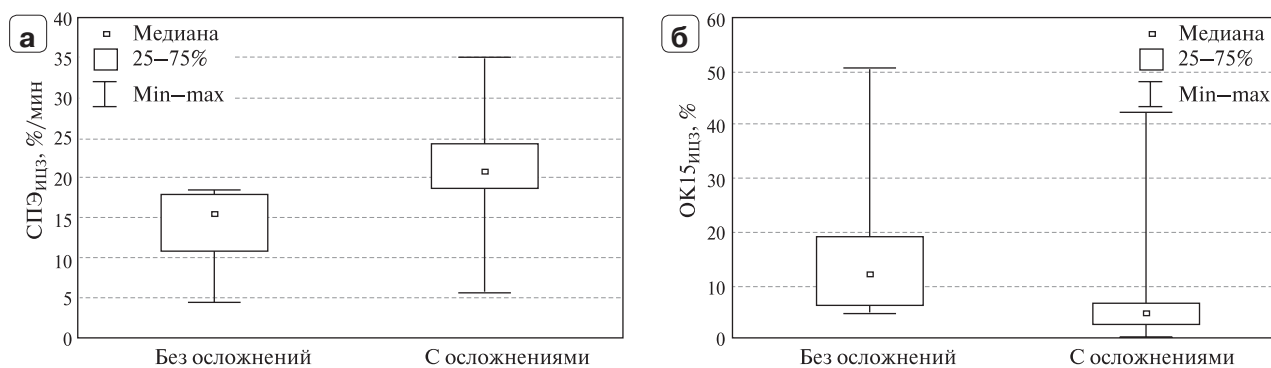 а
СПЭИЦЗ, %/мин
40
35
30
25
20
15
10
5
0
Медиана
25–75%
Min–max
Без осложнений
С осложнениями
б
ОК15ИЦЗ, %
60
50
40
30
20
10
0
Медиана
25–75%
Min–max
Без осложнений
С осложнениями